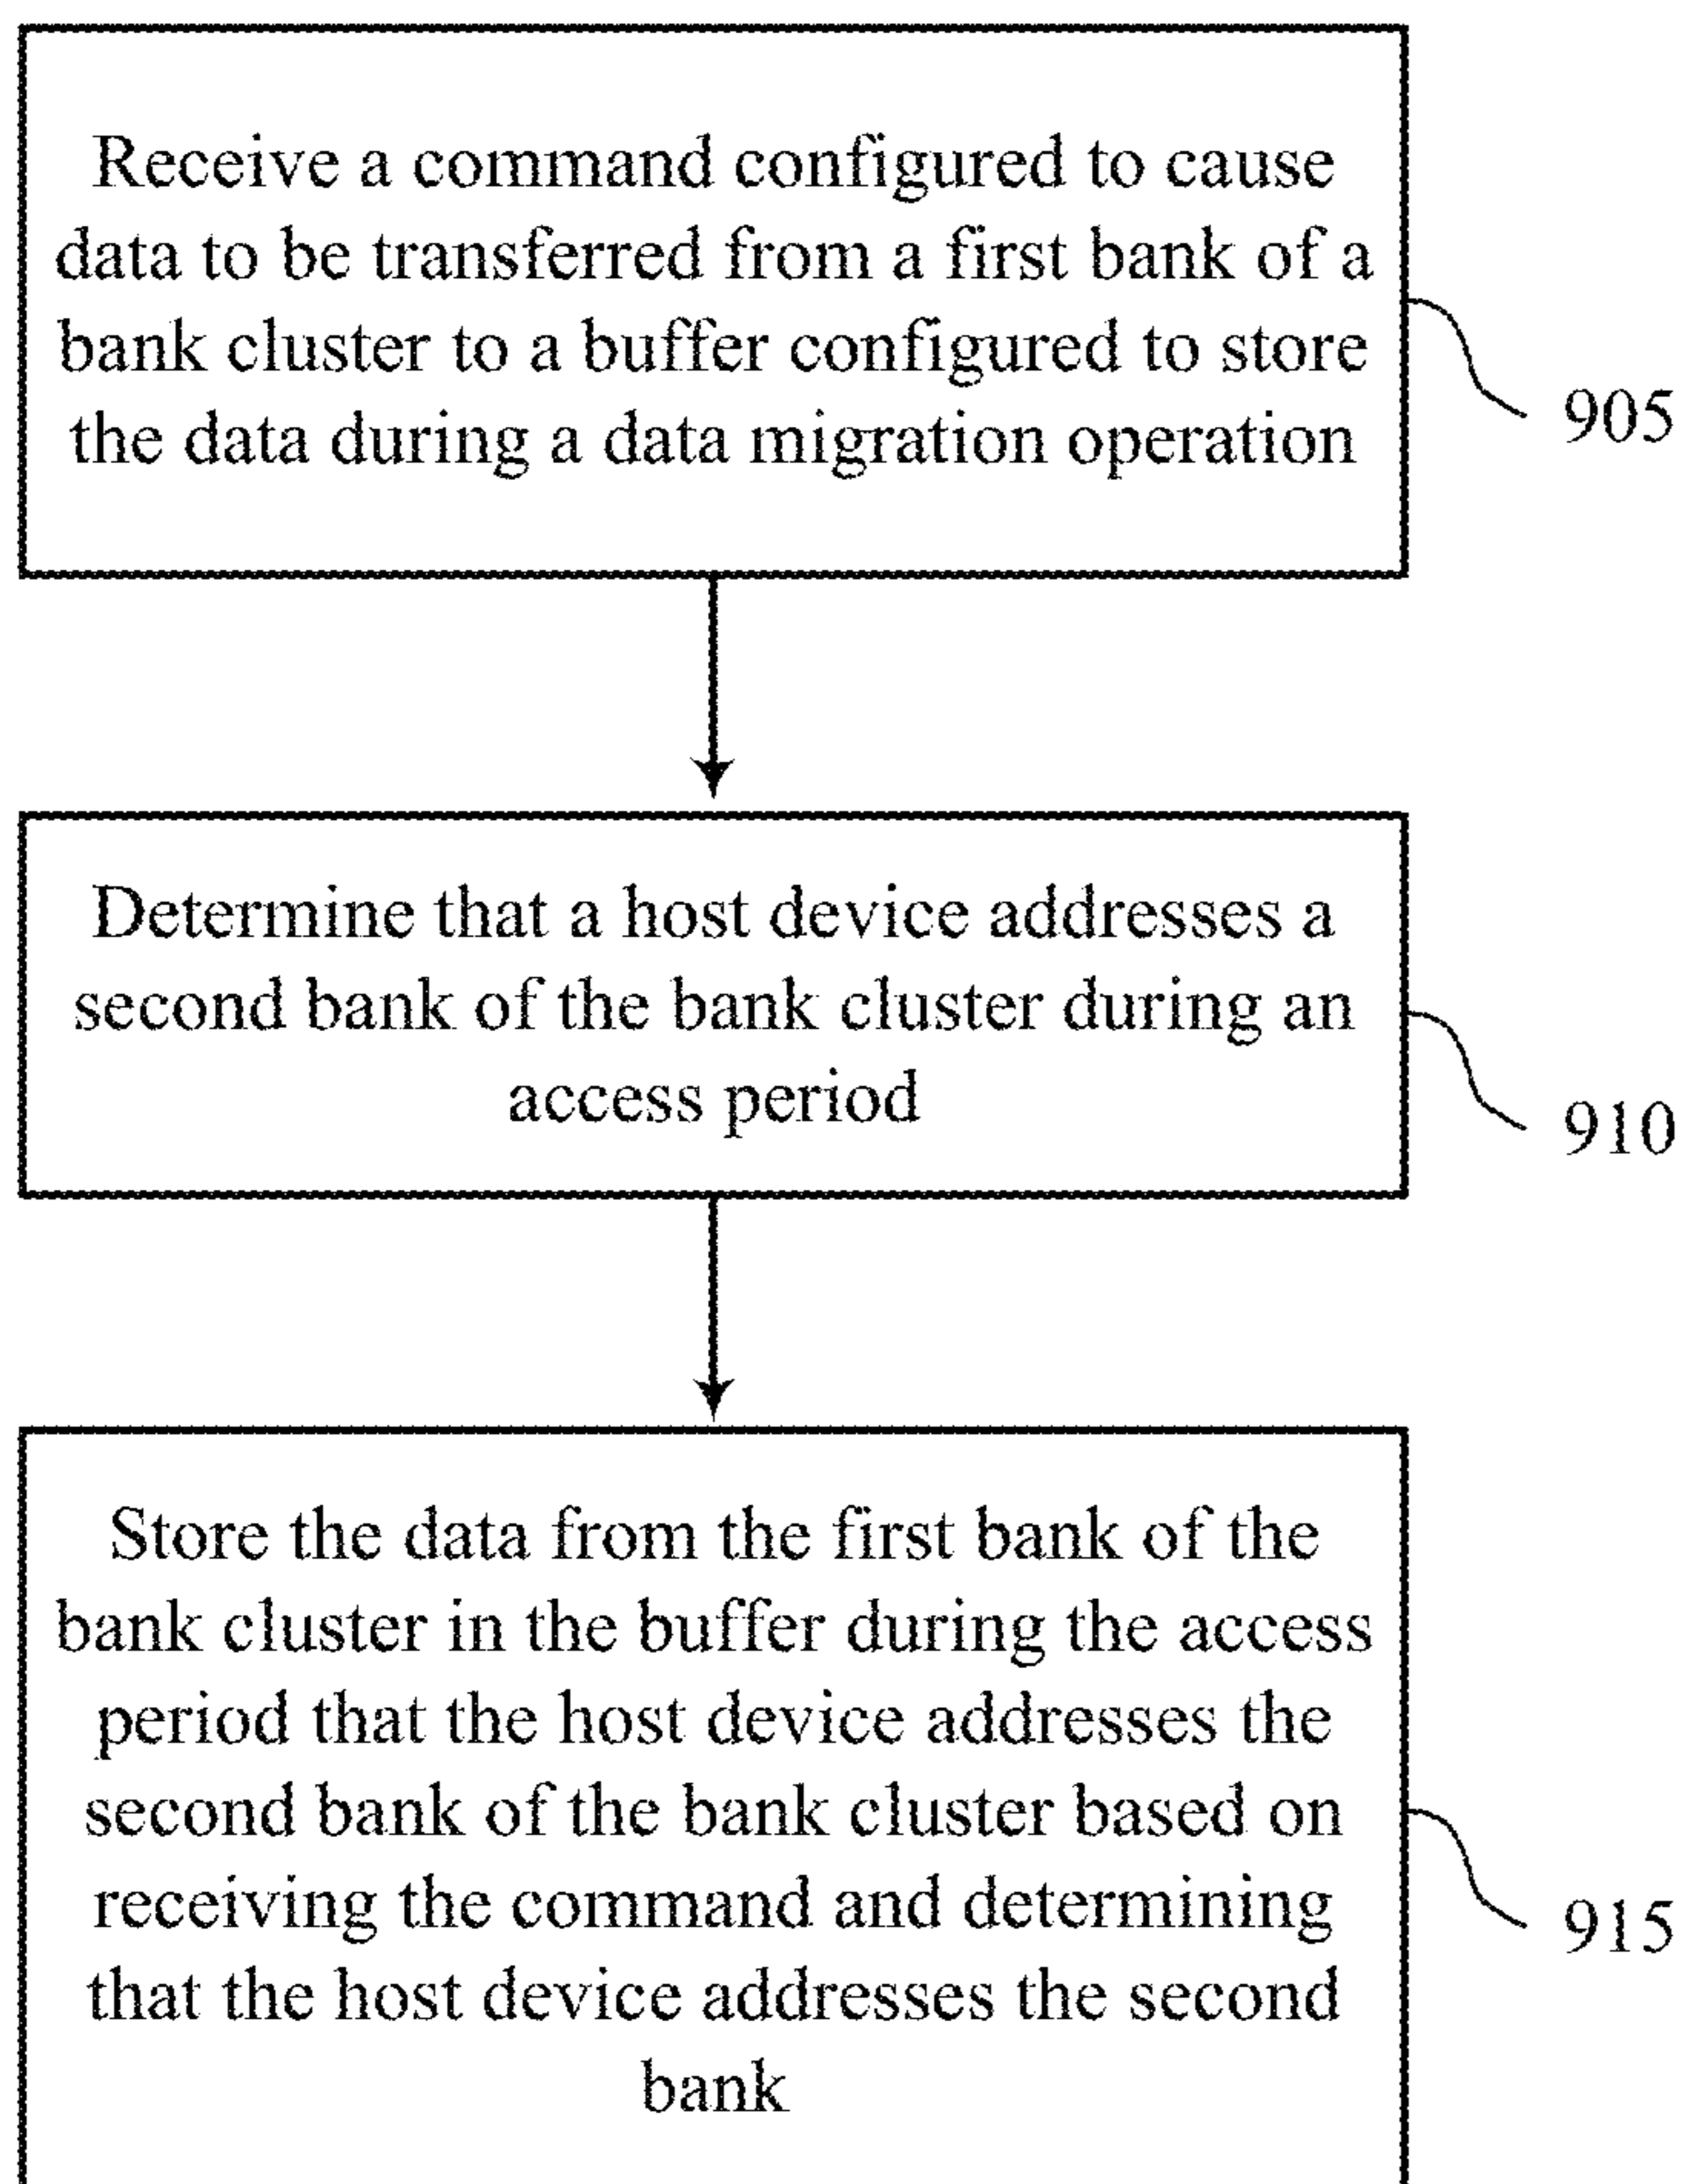 Receive a command configured to cause
data to be transferred from a first bank of a
bank cluster to a buffer configured to store
the data during a data migration operation
905
Determine that a host device addresses a
second bank of the bank cluster during an
access period
910
Store the data from the first bank of the
bank cluster in the buffer during the access
period that the host device addresses the
second bank of the bank cluster based on
receiving the command and determining
that the host device addresses the second
bank
915